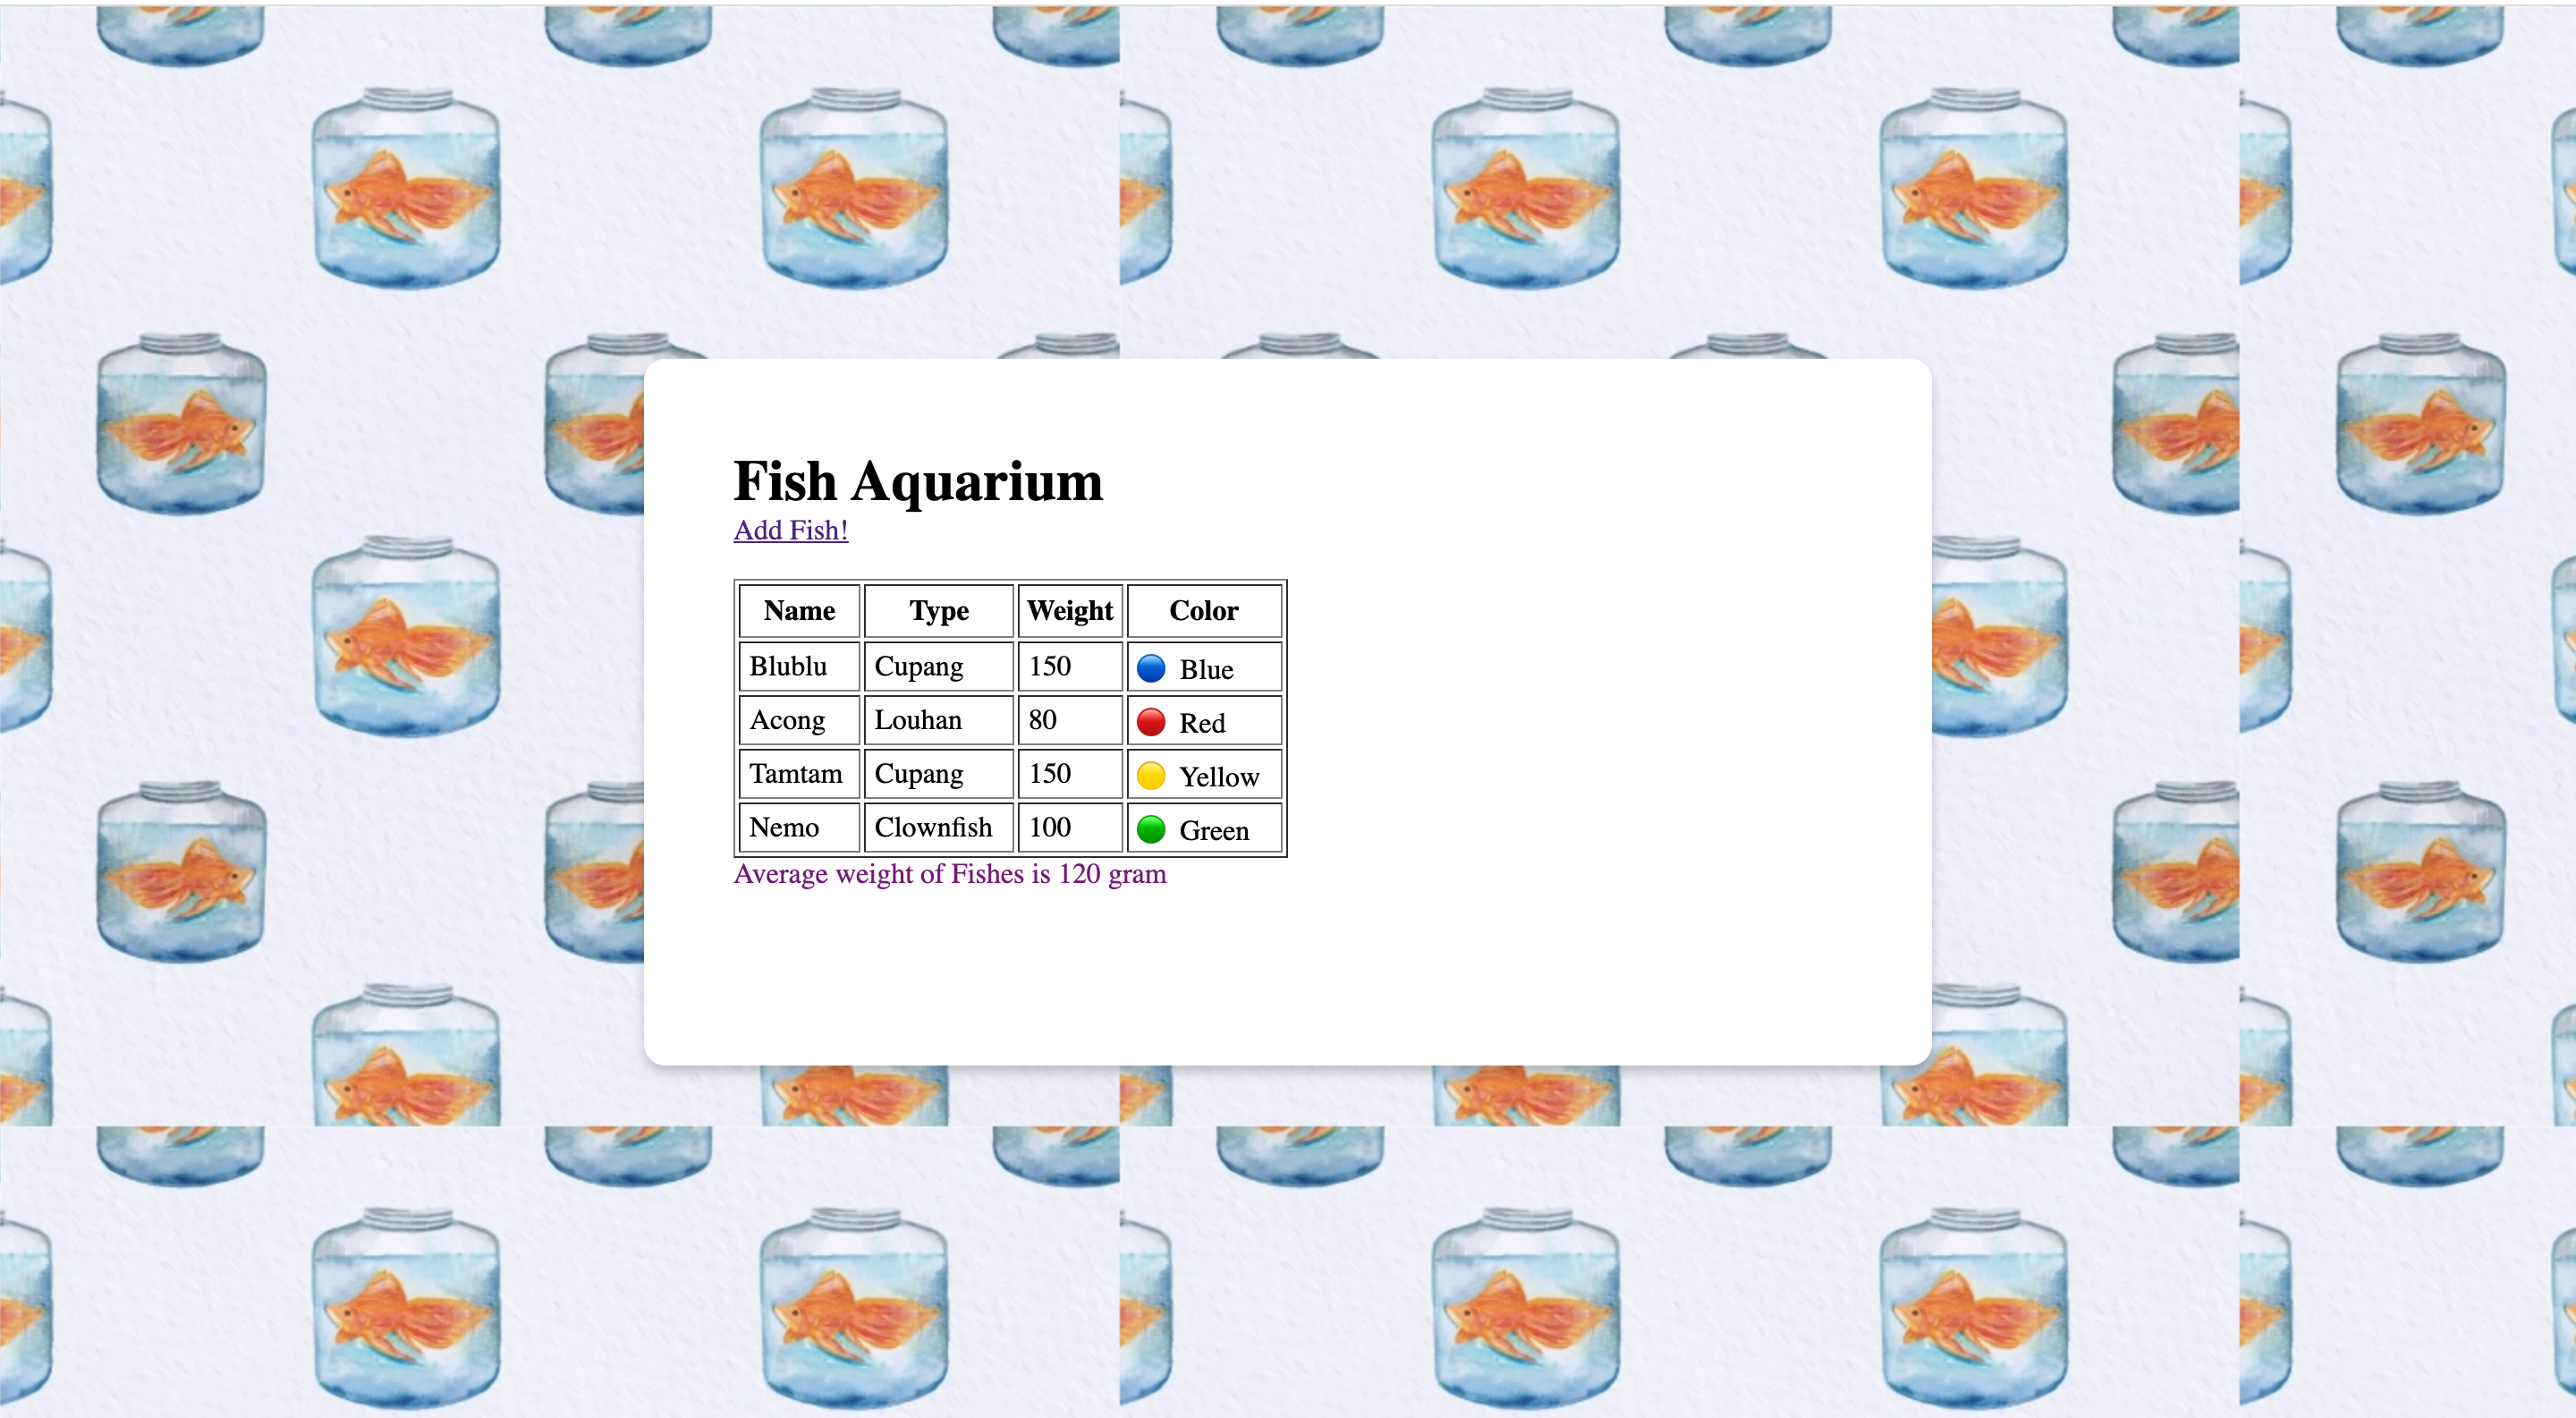 Fish Aquarium
Add Fish!
Name Type Weight Color
Blublu Cupang 150 Blue
Acong Louhan 80 Red
Tamtam Cupang 150 Yellow
Nemo Clownfish 100 Green
Average weight of Fishes is 120 gram